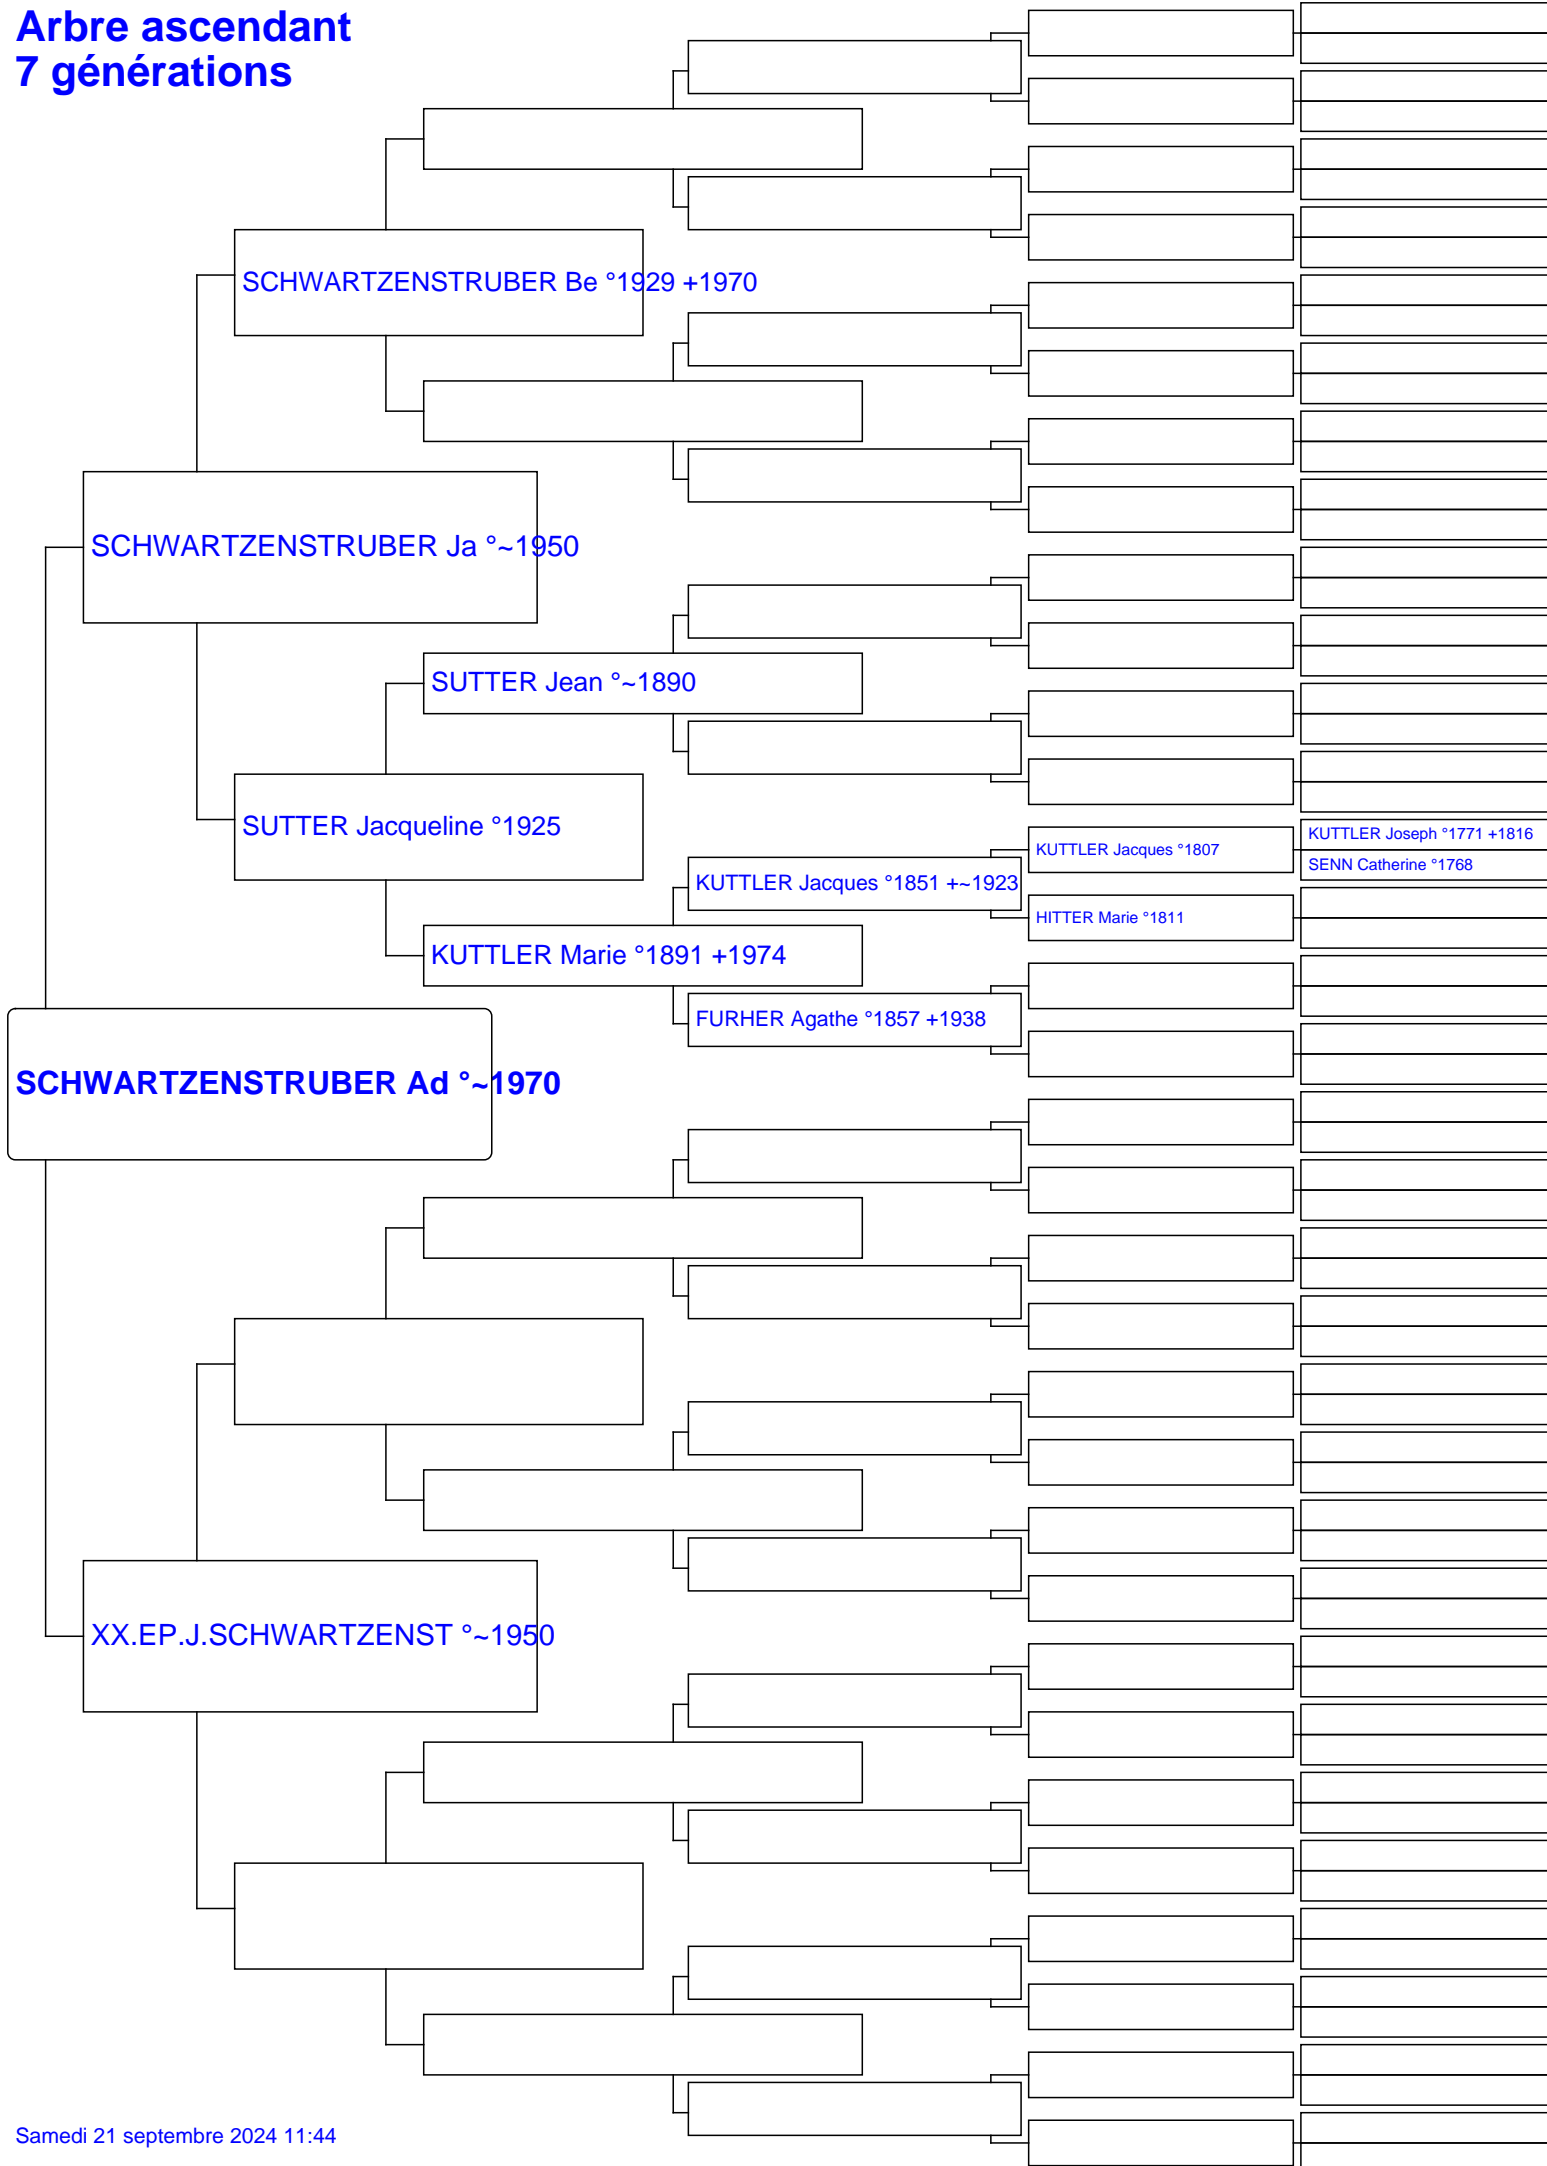 Arbre ascendant
7 générations
SCHWARTZENSTRUBER Be °1929 +1970
SCHWARTZENSTRUBER Ja °~1950
SUTTER Jean °~1890
SUTTER Jacqueline °1925
KUTTLER Joseph °1771 +1816
KUTTLER Jacques °1807
SENN Catherine °1768
KUTTLER Jacques °1851 +~1923
HITTER Marie °1811
KUTTLER Marie °1891 +1974
FURHER Agathe °1857 +1938
SCHWARTZENSTRUBER Ad °~1970
XX.EP.J.SCHWARTZENST °~1950
Samedi 21 septembre 2024 11:44